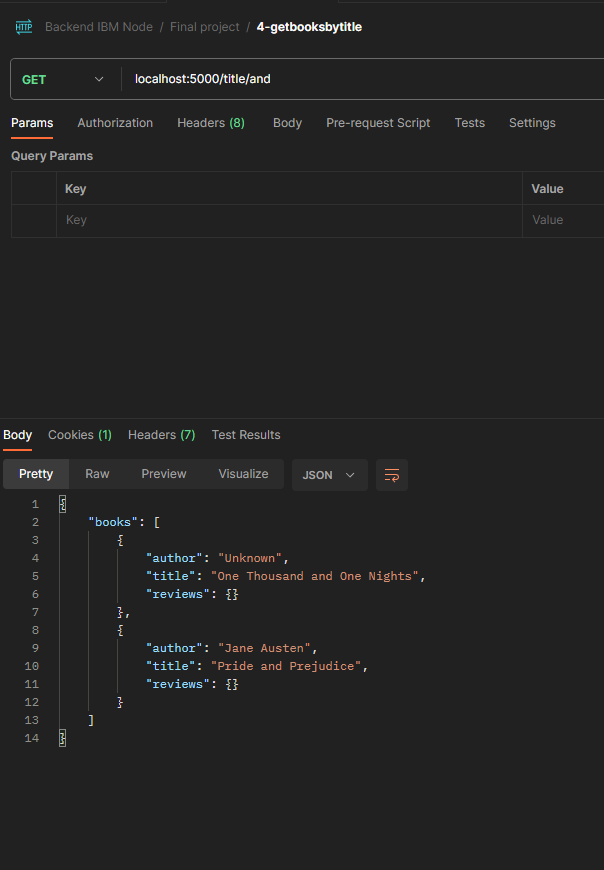 HTTP Backend IBM Node / Final project / 4-getbooksbytitle
GET localhost:5000/title/and
Params Authorization Headers (8) Body Pre-request Script Tests Settings
Query Params
Key Value
Key Value
Body Cookies (1) Headers (7) Test Results
Pretty Raw Preview Visualize JSON
1 {
2 "books": [
3 {
4 "author": "Unknown",
5 "title": "One Thousand and One Nights",
6 "reviews": {}
7 },
8 {
9 "author": "Jane Austen",
10 "title": "Pride and Prejudice",
11 "reviews": {}
12 }
13 ]
14 }